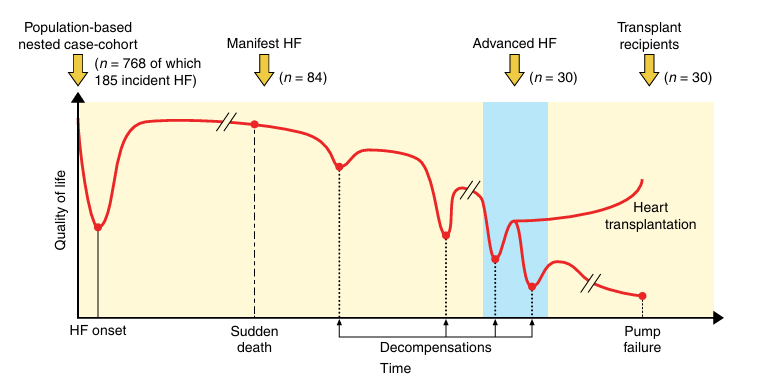 Population-based
nested case-cohort
(n = 768 of which
185 incident HF)
Manifest HF
(n = 84)
Advanced HF
(n = 30)
Transplant
recipients
(n = 30)
Quality of life
Heart
transplantation
HF onset
Sudden
death
Decompensations
Pump
failure
Time